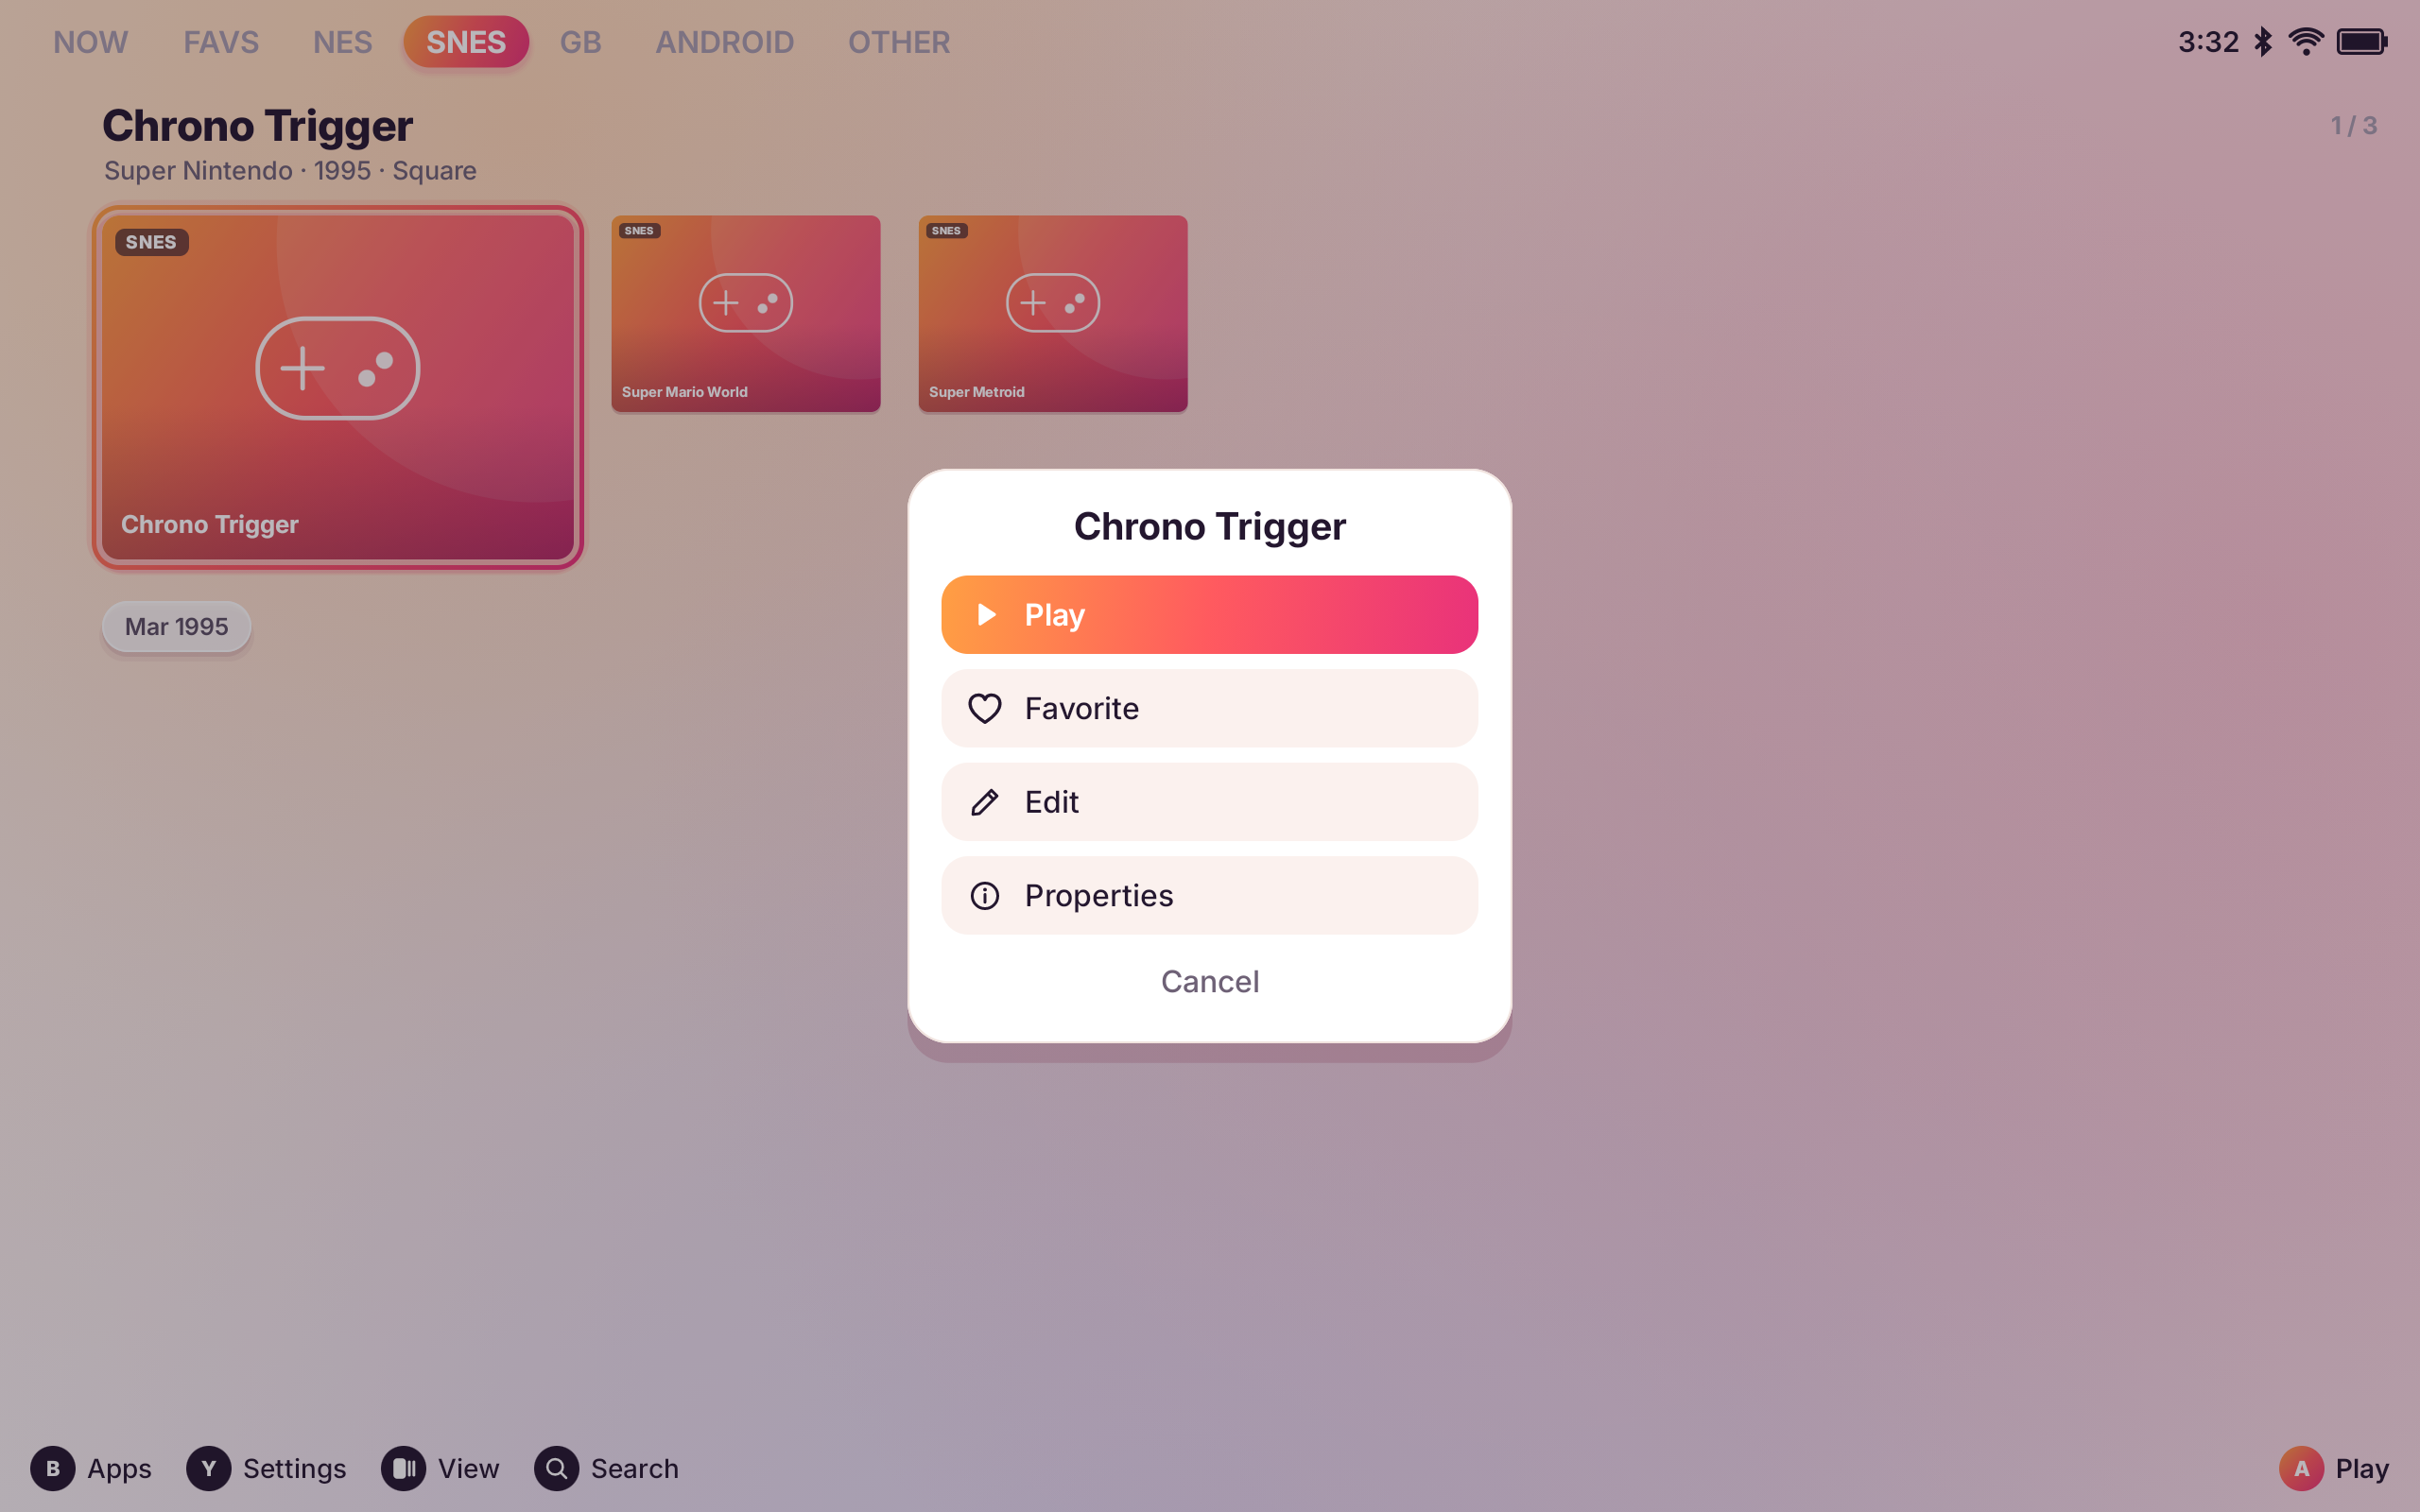 NOW FAVS NES SNES GB ANDROID OTHER
3:32
Chrono Trigger
1 / 3
Super Nintendo · 1995 · Square
SNES
Chrono Trigger
SNES
Super Mario World
SNES
Super Metroid
Mar 1995
Chrono Trigger
Play
Favorite
Edit
Properties
Cancel
B Apps Y Settings View Search
A Play